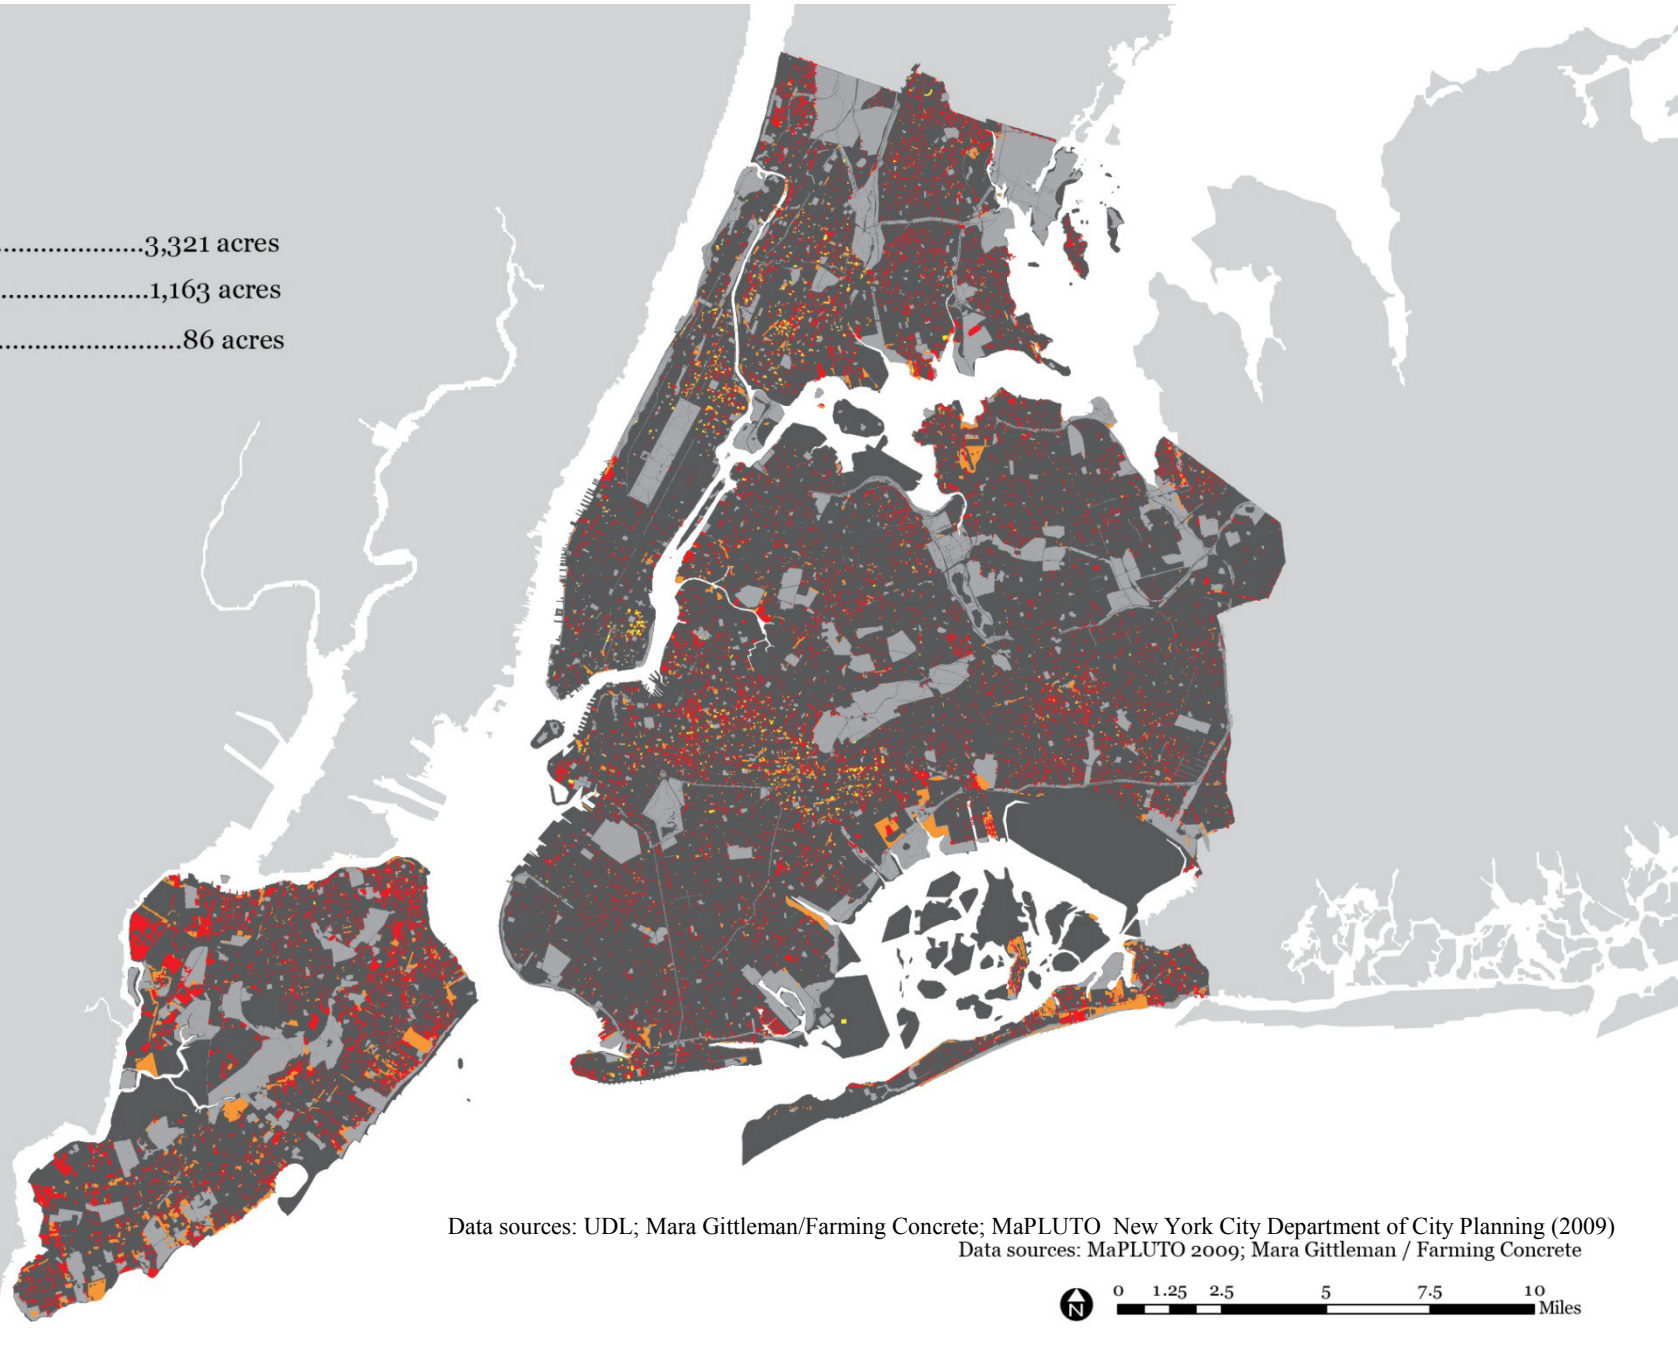 ..................3,321 acres
...................1,163 acres
........................86 acres
Data sources: UDL; Mara Gittleman/Farming Concrete; MaPLUTO New York City Department of City Planning (2009)
Data sources: MaPLUTO 2009; Mara Gittleman / Farming Concrete
N
0 1.25 2.5 5 7.5 10
Miles